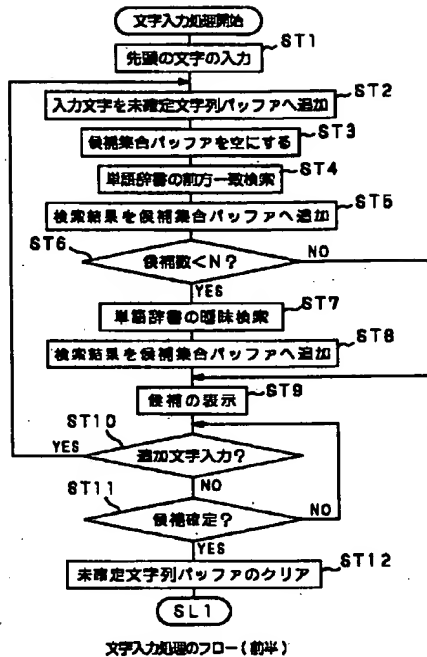 文字入力処理開始
ST1
先頭の文字の入力
ST2
入力文字を未確定文字列バッファへ追加
ST3
候補集合バッファを空にする
ST4
単語辞書の前方一致検索
ST5
検索結果を候補集合バッファへ追加
ST6
候補数<N?
NO
YES
ST7
単語辞書の曖昧検索
ST8
検索結果を候補集合バッファへ追加
ST9
候補の表示
ST10
YES
追加文字入力?
NO
ST11
候補確定?
NO
YES
ST12
未確定文字列バッファのクリア
SL1
文字入力処理のフロー(前半)